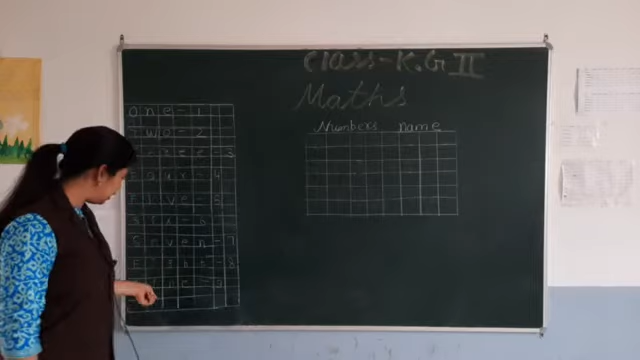 Class-K.G II
Maths
Numbers name
One-1
Two-2
Three-3
Four-4
Five-5
Six-6
Seven-7
Eight-8
Nine-9